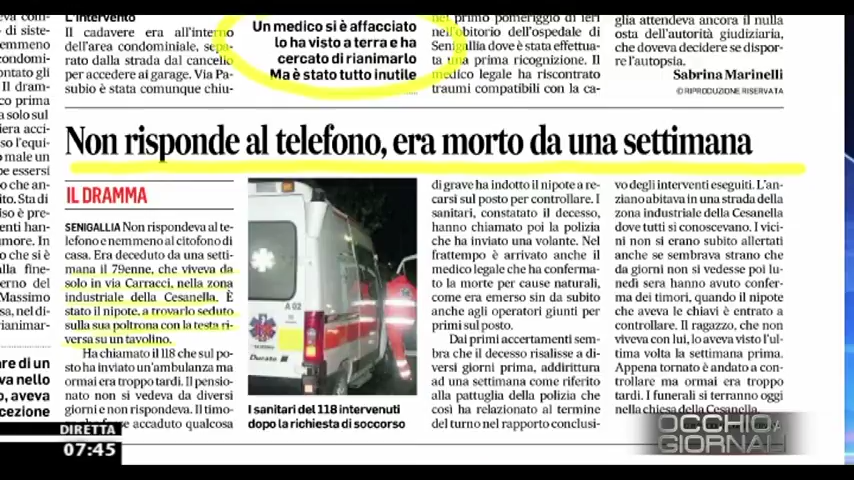 L'intervento
Il cadavere era all'interno
dell'area condominiale, sepa-
rato dalla strada dal cancello
per accedere ai garage. Via Pa-
subio è stata comunque chiu-
Un medico si è affacciato
lo ha visto a terra e ha
cercato di rianimarlo
Ma è stato tutto inutile
nel primo pomeriggio di ieri
nell'obitorio dell'ospedale di
Senigallia dov'è stata effettua-
ta una prima ricognizione. Il
medico legale ha riscontrato
traumi compatibili con la ca-
glia attendeva ancora il nulla
osta dell'autorità giudiziaria,
che doveva decidere se dispor-
re l'autopsia.
Sabrina Marinelli
© RIPRODUZIONE RISERVATA
Non risponde al telefono, era morto da una settimana
IL DRAMMA
SENIGALLIA Non rispondeva al te-
lefono e nemmeno al citofono di
casa. Era deceduto da una setti-
mana il 79enne, che viveva da
solo in via Carracci, nella zona
industriale della Cesanella. È
stato il nipote, a trovarlo seduto
sulla sua poltrona con la testa ri-
versa su un tavolino.
Ha chiamato il 118 che sul po-
sto ha inviato un'ambulanza ma
ormai era troppo tardi. Il pensio-
nato non si vedeva da diversi
giorni e non rispondeva. Il timo-
accaduto qualcosa
A 02
Ducato
I sanitari del 118 intervenuti
dopo la richiesta di soccorso
di grave ha indotto il nipote a re-
carsi sul posto per controllare. I
sanitari, constatato il decesso,
hanno chiamato poi la polizia
che ha inviato una volante. Nel
frattempo è arrivato anche il
medico legale che ha conferma-
to la morte per cause naturali,
come era emerso sin da subito
anche agli operatori giunti per
primi sul posto.
Dai primi accertamenti sem-
bra che il decesso risalisse a di-
versi giorni prima, addirittura
ad una settimana come riferito
alla pattuglia della polizia che
così ha relazionato al termine
del turno nel rapporto conclusi-
vo degli interventi eseguiti. L'an-
ziano abitava in una strada della
zona industriale della Cesanella
dove tutti si conoscevano. I vici-
ni non si erano subito allertati
anche se sembrava strano che
da giorni non si vedesse poi lu-
nedì sera hanno avuto confer-
ma dei timori, quando il nipote
che aveva le chiavi è entrato a
controllare. Il ragazzo, che non
viveva con lui, lo aveva visto l'ul-
tima volta la settimana prima.
Appena tornato è andato a con-
trollare ma ormai era troppo
tardi. I funerali si terranno oggi
nella chiesa della Cesanella.
DIRETTA
07:45
OCCHIO
GIORNALI